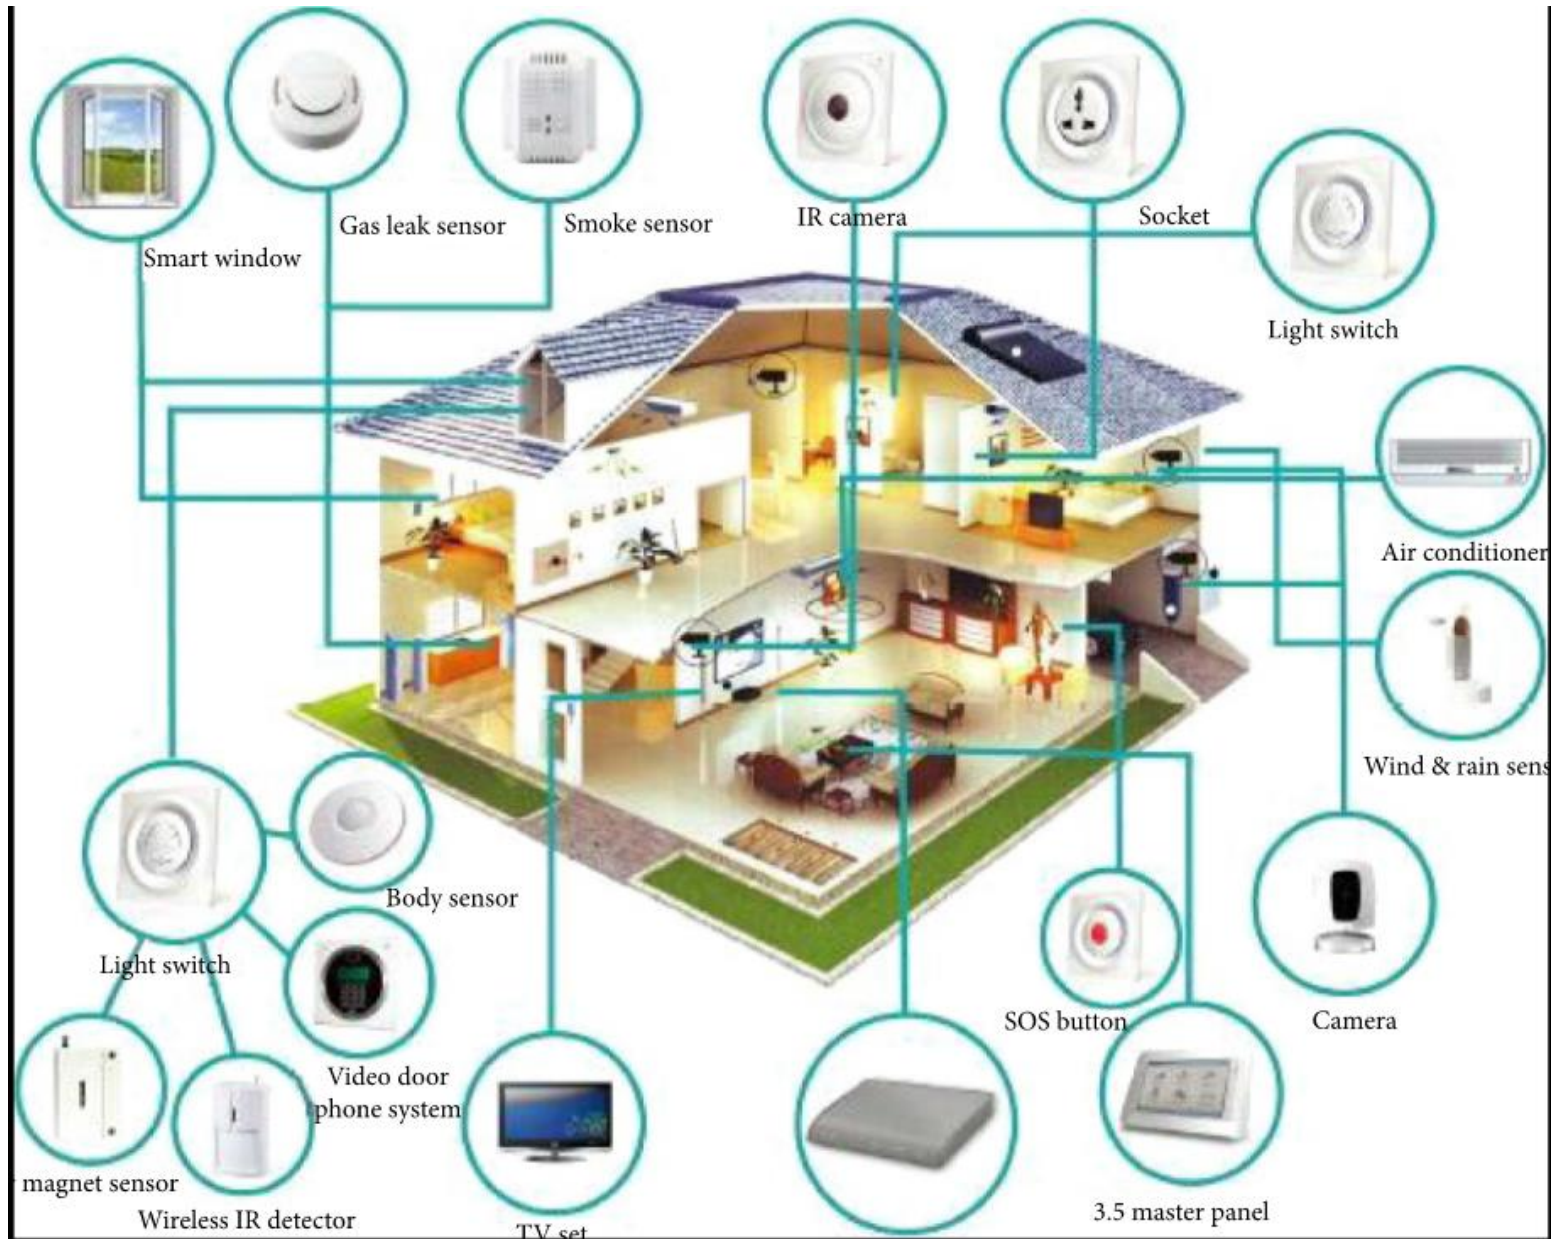 Smart window
Gas leak sensor
Smoke sensor
IR camera
Socket
Light switch
Air conditioner
Wind & rain sens
Body sensor
Light switch
Video door
phone system
magnet sensor
Wireless IR detector
TV set
SOS button
3.5 master panel
Camera